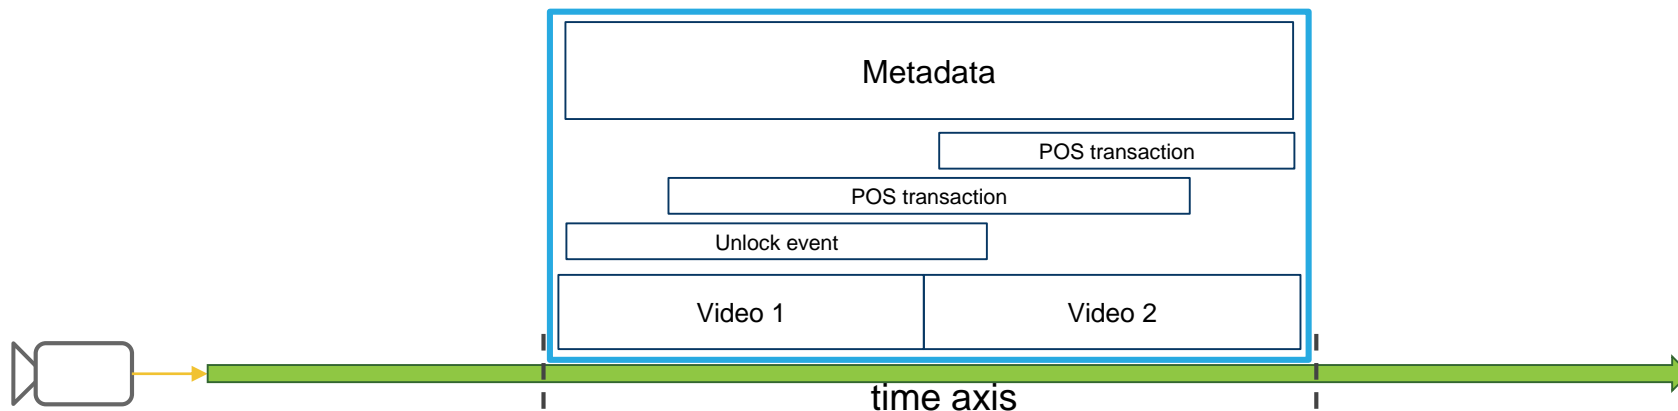 Metadata
POS transaction
POS transaction
Unlock event
Video 1
Video 2
time axis